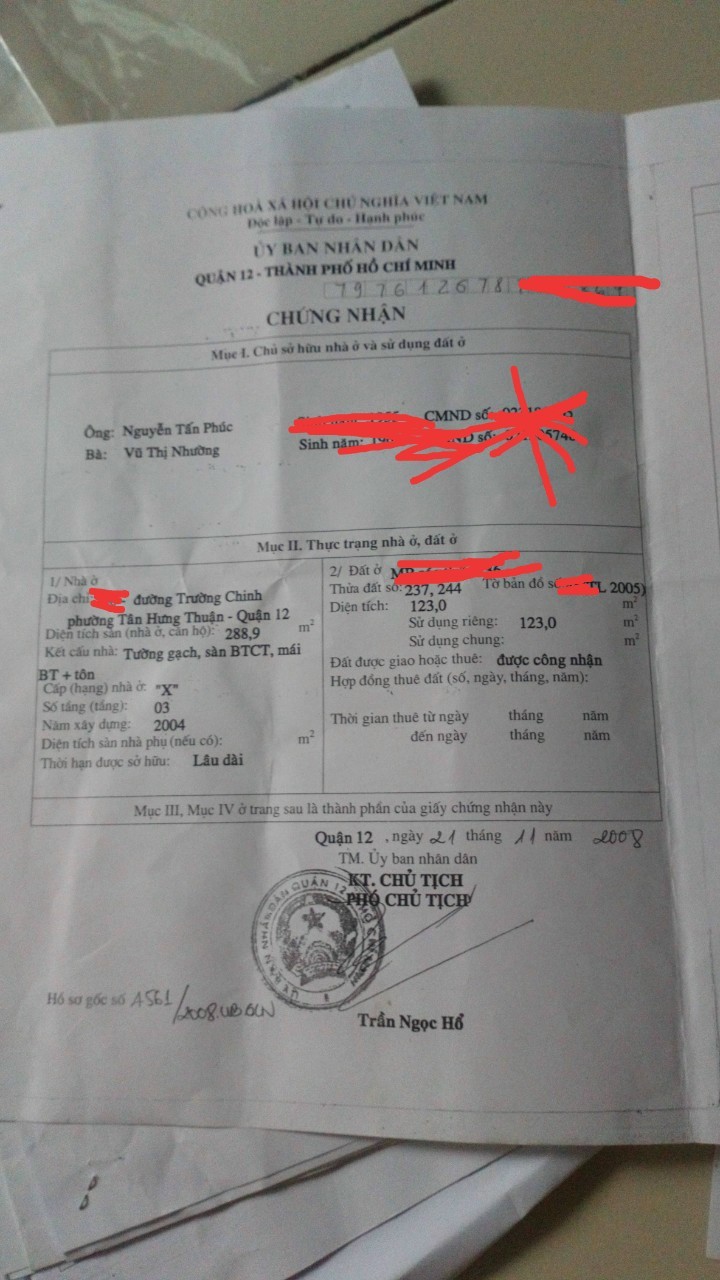 CỘNG HOÀ XÃ HỘI CHỦ NGHĨA VIỆT NAM
Độc lập - Tự do - Hạnh phúc
ỦY BAN NHÂN DÂN
QUẬN 12 - THÀNH PHỐ HỒ CHÍ MINH
7976126781
CHỨNG NHẬN
Mục I. Chủ sở hữu nhà ở và sử dụng đất ở
Ông: Nguyễn Tấn Phúc CMND số:
Bà: Vũ Thị Nhường Sinh năm: số:
Mục II. Thực trạng nhà ở, đất ở
1/ Nhà ở
Địa chỉ: đường Trường Chinh
phường Tân Hưng Thuận - Quận 12
Diện tích sàn (nhà ở, căn hộ): 288,9 m²
Kết cấu nhà: Tường gạch, sàn BTCT, mái
BT + tôn
Cấp (hạng) nhà ở: "X"
Số tầng (tầng): 03
Năm xây dựng: 2004
Diện tích sàn nhà phụ (nếu có): m²
Thời hạn được sở hữu: Lâu dài
2/ Đất ở
Thửa đất số: 237, 244 Tờ bản đồ số 2005)
Diện tích: 123,0 m²
Sử dụng riêng: 123,0 m²
Sử dụng chung: m²
Đất được giao hoặc thuê: được công nhận
Hợp đồng thuê đất (số, ngày, tháng, năm):
Thời gian thuê từ ngày tháng năm
đến ngày tháng năm
Mục III, Mục IV ở trang sau là thành phần của giấy chứng nhận này
Quận 12 , ngày 21 tháng 11 năm 2008
TM. Ủy ban nhân dân
KT. CHỦ TỊCH
PHÓ CHỦ TỊCH
Hồ sơ gốc số A561/2008.UB.GCN
Trần Ngọc Hổ